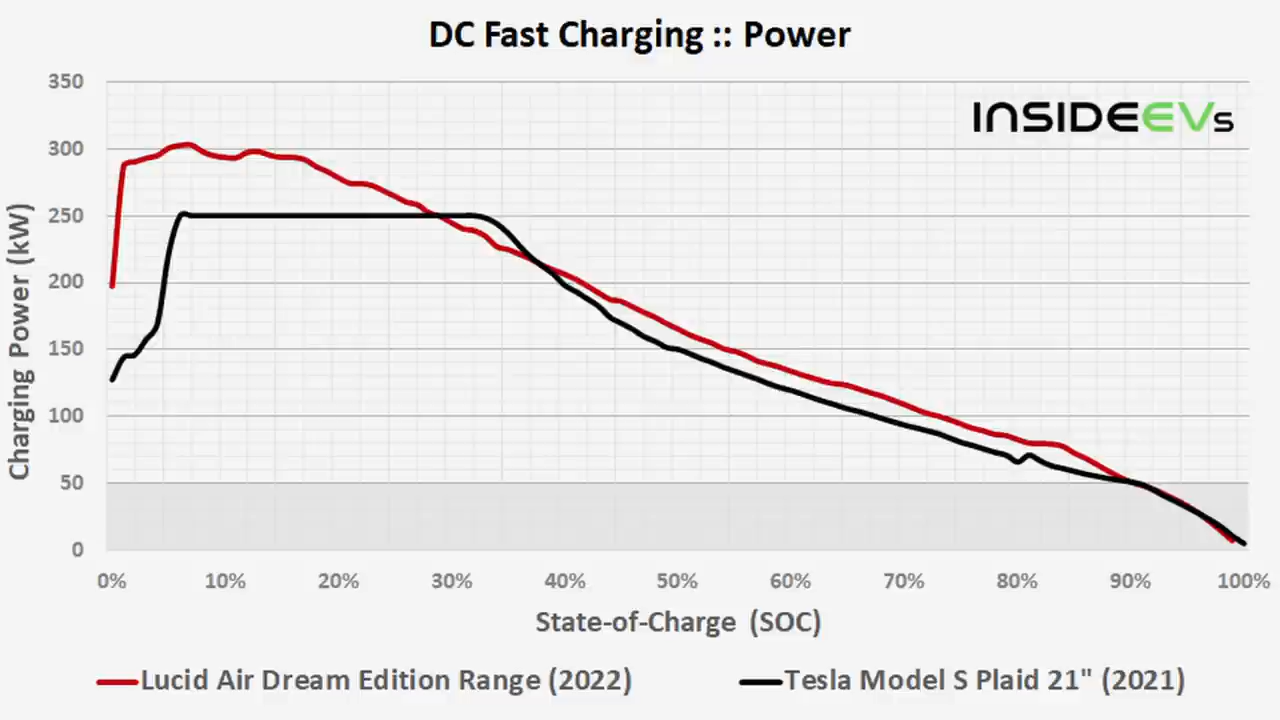 DC Fast Charging :: Power
INSIDEEVs
Charging Power (kW)
350
300
250
200
150
100
50
0
0% 10% 20% 30% 40% 50% 60% 70% 80% 90% 100%
State-of-Charge (SOC)
Lucid Air Dream Edition Range (2022) Tesla Model S Plaid 21" (2021)